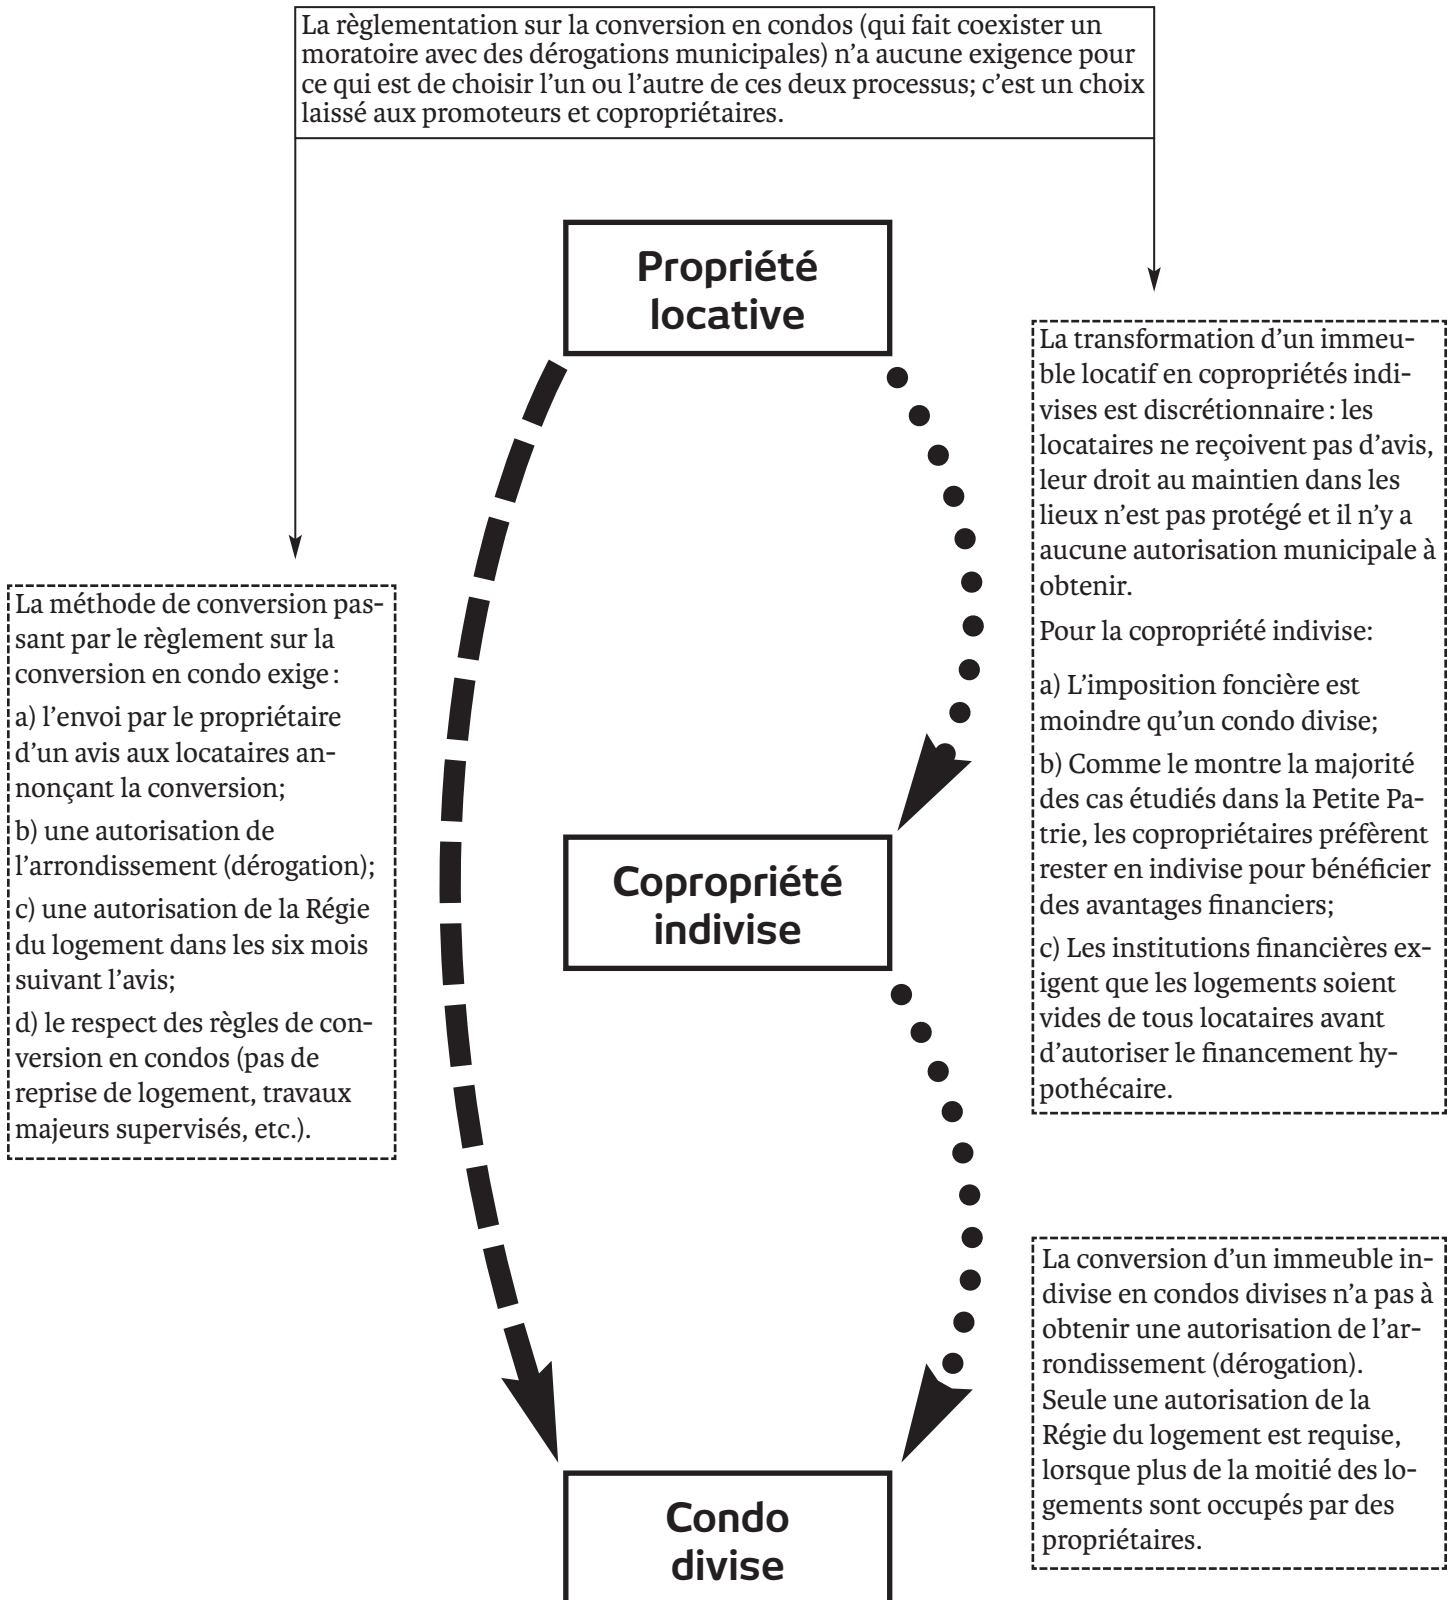 La règlementation sur la conversion en condos (qui fait coexister un
moratoire avec des dérogations municipales) n’a aucune exigence pour
ce qui est de choisir l’un ou l’autre de ces deux processus; c’est un choix
laissé aux promoteurs et copropriétaires.
Propriété
locative
La transformation d’un immeu-
ble locatif en copropriétés indi-
vises est discrétionnaire : les
locataires ne reçoivent pas d’avis,
leur droit au maintien dans les
lieux n’est pas protégé et il n’y a
aucune autorisation municipale à
obtenir.
Pour la copropriété indivise:
a) L’imposition foncière est
moindre qu’un condo divise;
b) Comme le montre la majorité
des cas étudiés dans la Petite Pa-
trie, les copropriétaires préfèrent
rester en indivise pour bénéficier
des avantages financiers;
c) Les institutions financières ex-
igent que les logements soient
vides de tous locataires avant
d’autoriser le financement hy-
pothécaire.
La méthode de conversion pas-
sant par le règlement sur la
conversion en condo exige :
a) l’envoi par le propriétaire
d’un avis aux locataires an-
nonçant la conversion;
b) une autorisation de
l’arrondissement (dérogation);
c) une autorisation de la Régie
du logement dans les six mois
suivant l’avis;
d) le respect des règles de con-
version en condos (pas de
reprise de logement, travaux
majeurs supervisés, etc.).
Copropriété
indivise
La conversion d’un immeuble in-
divise en condos divises n’a pas à
obtenir une autorisation de l’ar-
rondissement (dérogation).
Seule une autorisation de la
Régie du logement est requise,
lorsque plus de la moitié des lo-
gements sont occupés par des
propriétaires.
Condo
divise